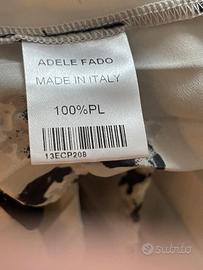 ADELE FADO
MADE IN ITALY
100%PL
13ECP208
subito